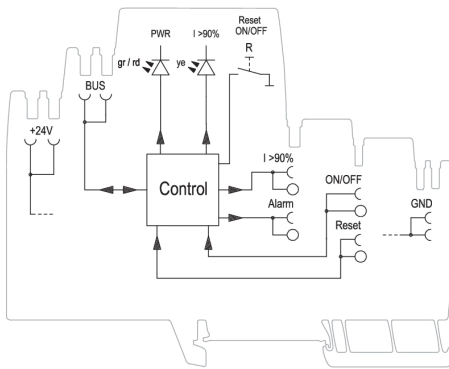 PWR
I >90%
Reset
ON/OFF
R
gr / rd
ye
BUS
+24V
Control
I >90%
Alarm
ON/OFF
Reset
GND